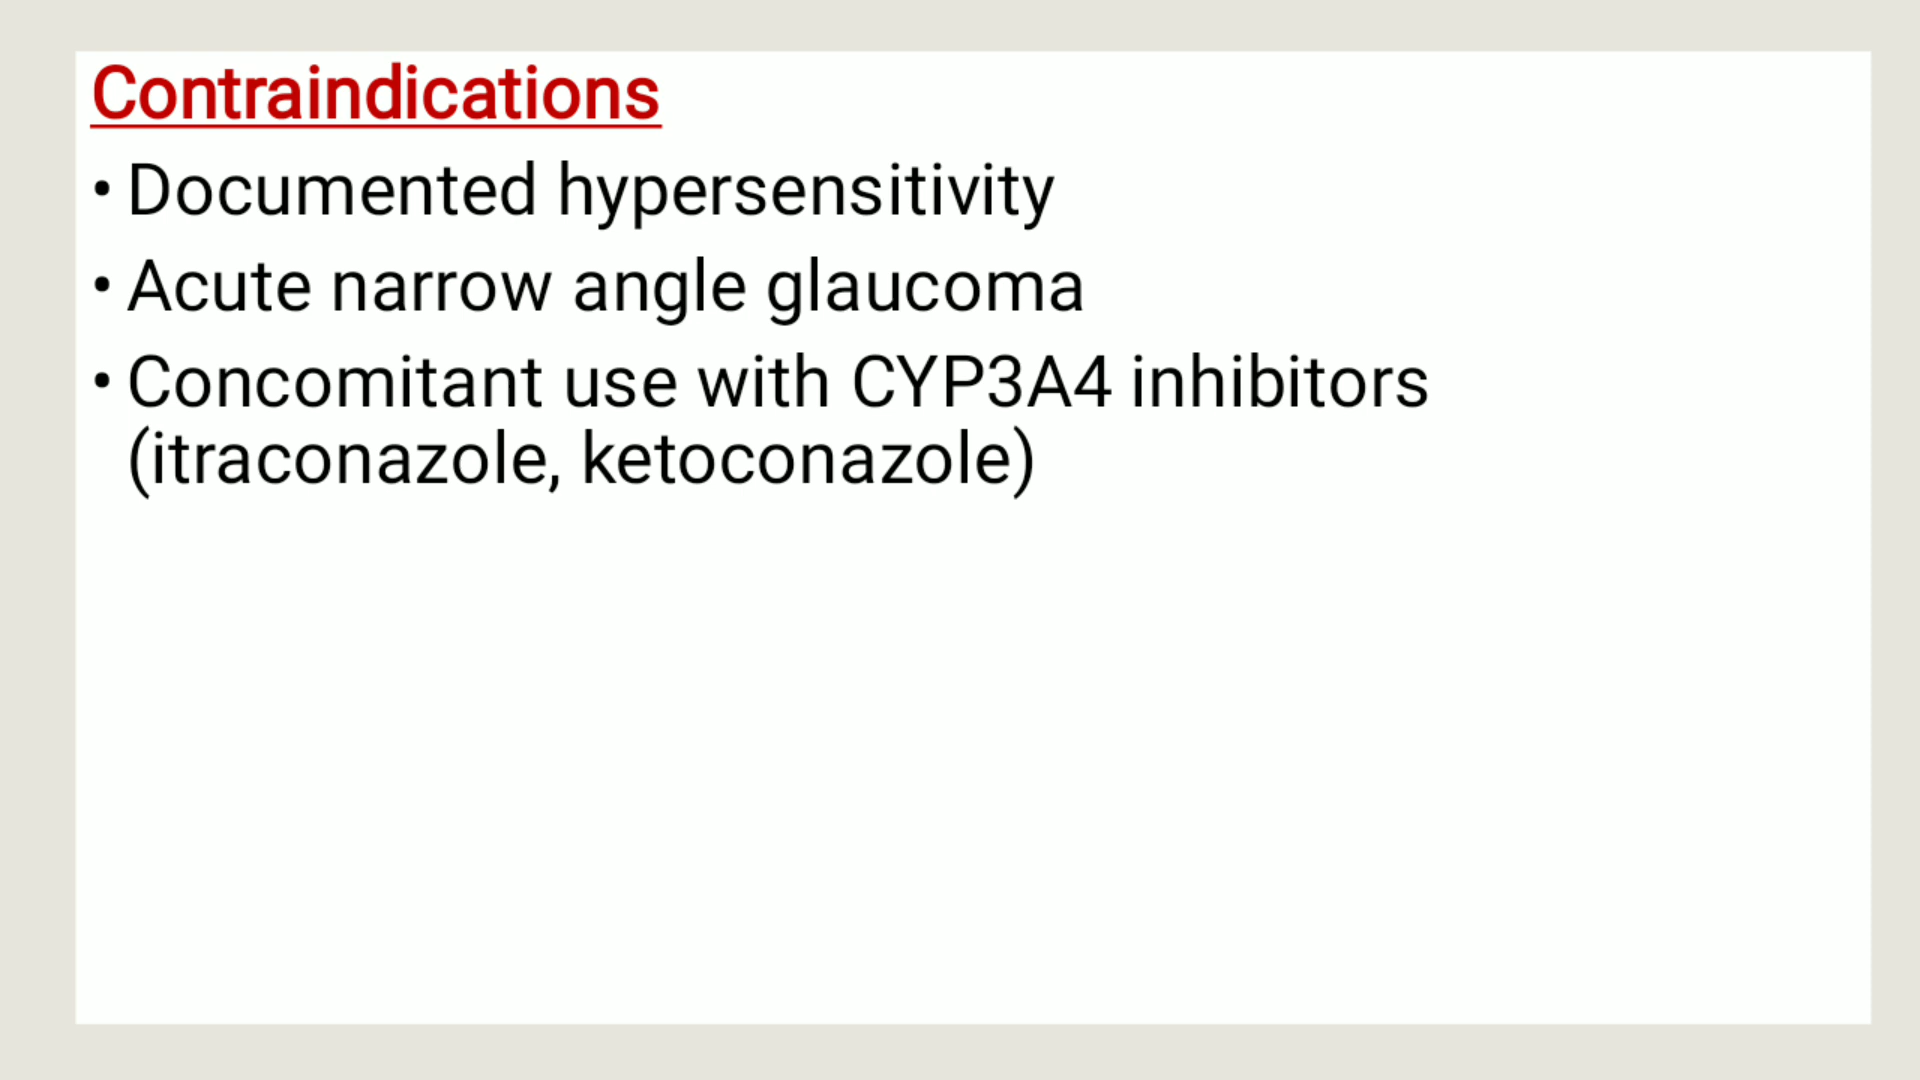 Contraindications
• Documented hypersensitivity
• Acute narrow angle glaucoma
• Concomitant use with CYP3A4 inhibitors
(itraconazole, ketoconazole)